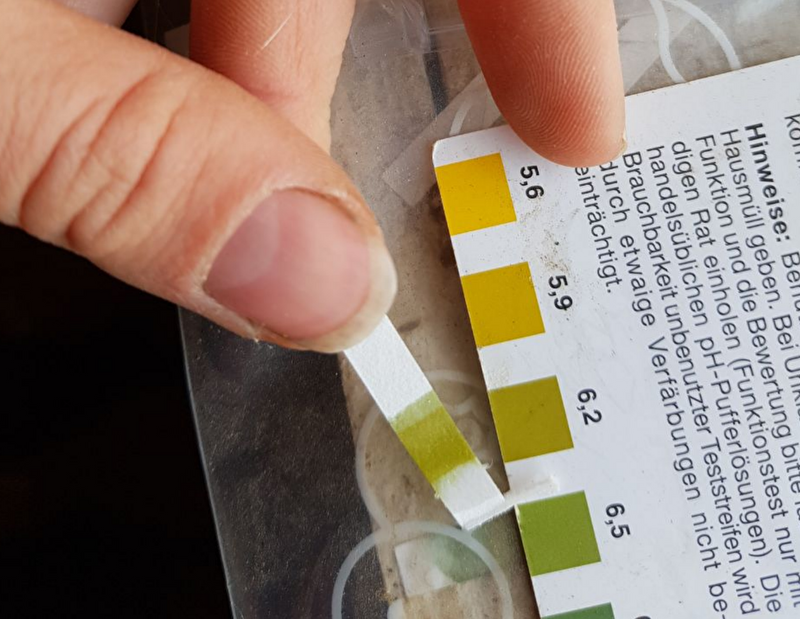 Hinweise:
Hausmüll geben. Bei
Funktion und die Bewertung bitte
digen Rat einholen (Funktionstest nur mit
handelsüblichen pH-Pufferlösungen). Die
Brauchbarkeit unbenutzter Teststreifen wird
durch etwaige Verfärbungen nicht be-
einträchtigt.
5,6
5,9
6,2
6,5